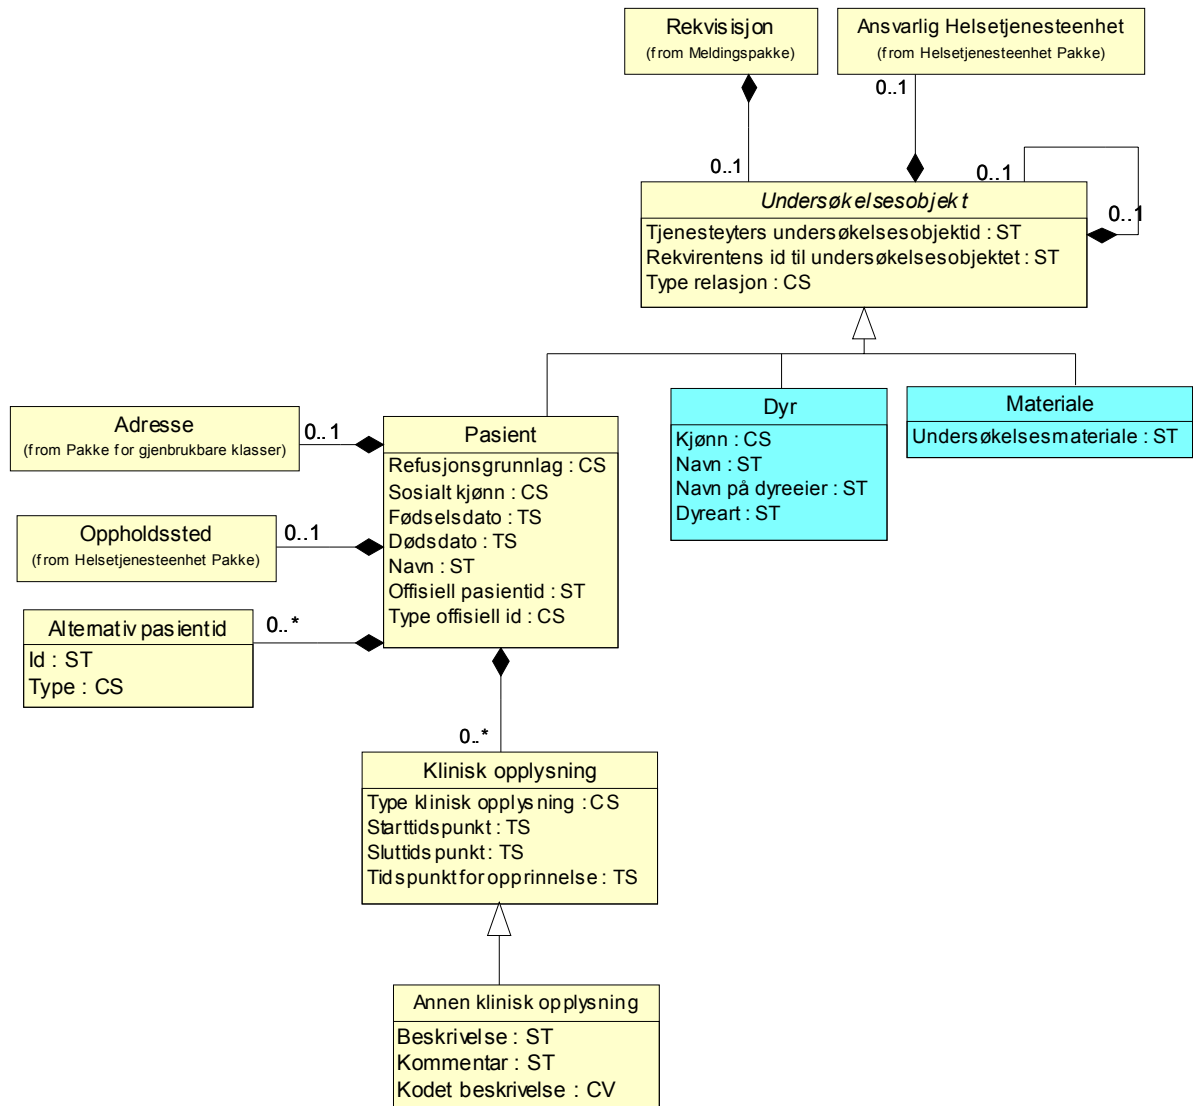 Rekvisisjon
(from Meldingspakke)
Ansvarlig Helsetjenesteenhet
(from Helsetjenesteenhet Pakke)
0..1
0..1
0..1
0..1
Undersøkelsesobjekt
Tjenesteyters undersøkelsesobjektid : ST
Rekvirentens id til undersøkelsesobjektet : ST
Type relasjon : CS
Adresse
(from Pakke for gjenbrukbare klasser)
0..1
Oppholdssted
(from Helsetjenesteenhet Pakke)
0..1
Alternativ pasientid
Id : ST
Type : CS
0..*
Pasient
Refusjonsgrunnlag : CS
Sosialt kjønn : CS
Fødselsdato : TS
Dødsdato : TS
Navn : ST
Offisiell pasientid : ST
Type offisiell id : CS
Dyr
Kjønn : CS
Navn : ST
Navn på dyreeier : ST
Dyreart : ST
Materiale
Undersøkelsesmateriale : ST
0..*
Klinisk opplysning
Type klinisk opplysning : CS
Starttidspunkt : TS
Sluttidspunkt : TS
Tidspunkt for opprinnelse : TS
Annen klinisk opplysning
Beskrivelse : ST
Kommentar : ST
Kodet beskrivelse : CV